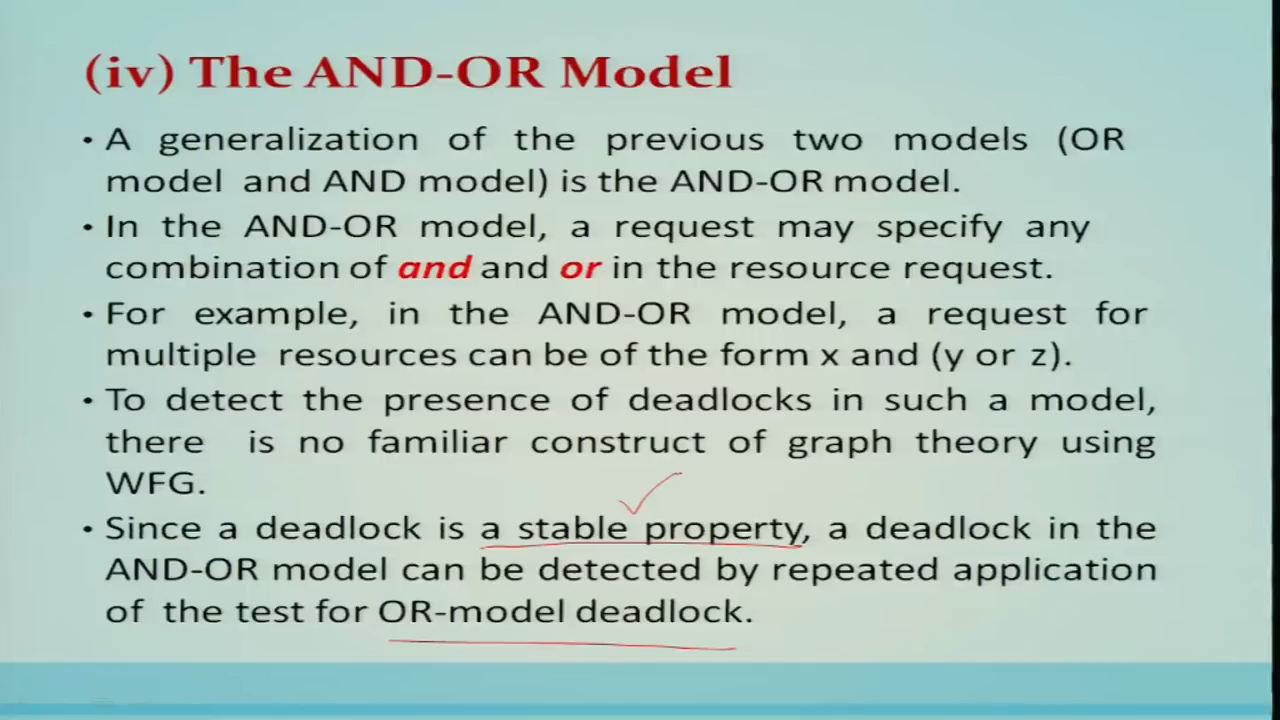 (iv) The AND-OR Model
• A generalization of the previous two models (OR
model and AND model) is the AND-OR model.
• In the AND-OR model, a request may specify any
combination of and and or in the resource request.
• For example, in the AND-OR model, a request for
multiple resources can be of the form x and (y or z).
• To detect the presence of deadlocks in such a model,
there is no familiar construct of graph theory using
WFG.
• Since a deadlock is a stable property, a deadlock in the
AND-OR model can be detected by repeated application
of the test for OR-model deadlock.